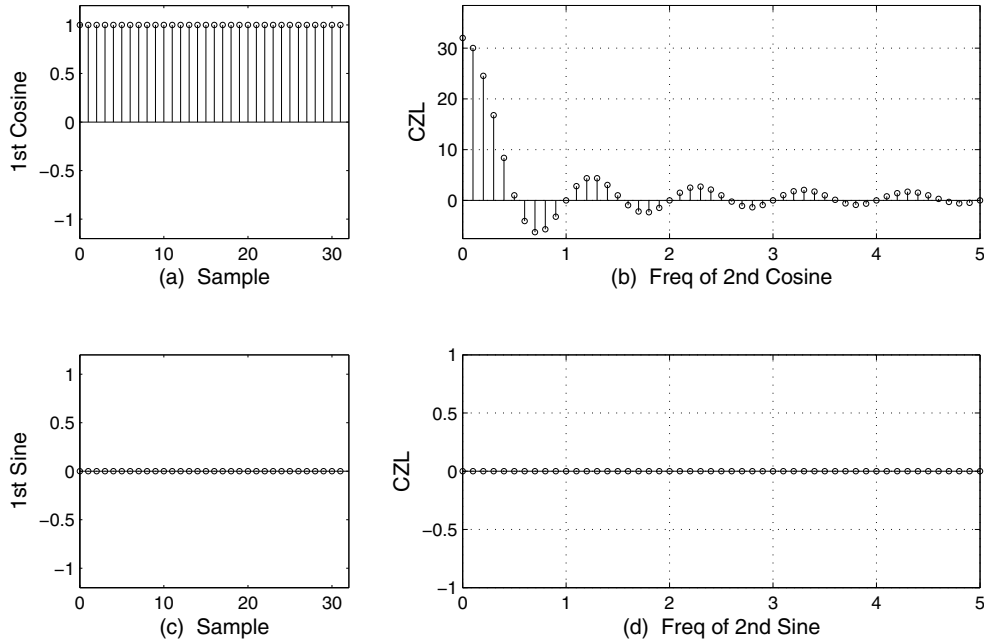 1st Cosine
1
0.5
0
−0.5
−1
0 10 20 30
(a) Sample
CZL
30
20
10
0
0 1 2 3 4 5
(b) Freq of 2nd Cosine
1st Sine
1
0.5
0
−0.5
−1
0 10 20 30
(c) Sample
CZL
1
0.5
0
−0.5
−1
0 1 2 3 4 5
(d) Freq of 2nd Sine